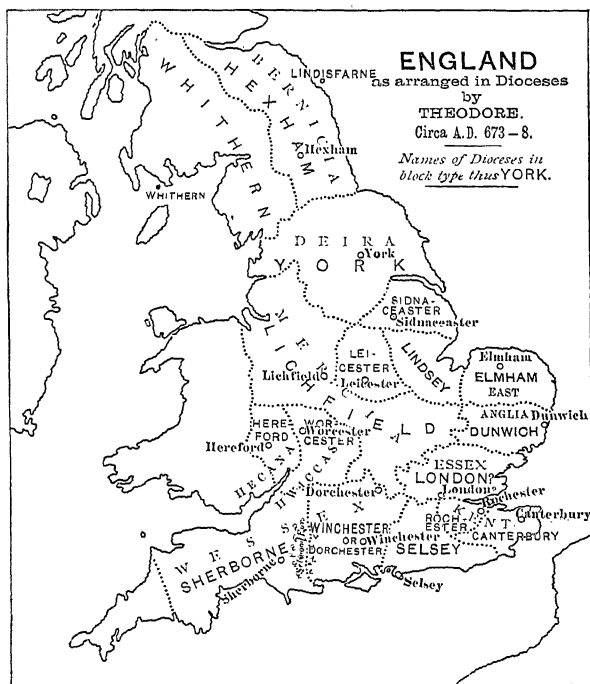 ENGLAND
as arranged in Dioceses
by
THEODORE.
Circa A.D. 673–8.
Names of Dioceses in
block type thus YORK.
BERNICIA
HEXHAM
WHITHERN
LINDISFARNE
Hexham
WHITHERN
DEIRA
York
YORK
SIDNA-
CEASTER
Sidnaceaster
LINDSEY
MERCIA
LICHFIELD
LEI-
CESTER
Lichfield
Leicester
Elmham
ELMHAM
EAST
ANGLIA
Dunwich
DUNWICH
HERE-
FORD
WOR-
Worcester
CESTER
Hereford
HECANA
HWICCAS
ESSEX
LONDON
London
Dorchester
Rochester
ROCH-
ESTER
KENT
Canterbury
CANTERBURY
WESSEX
WINCHESTER
OR
Winchester
DORCHESTER
SELSEY
Selsey
SHERBORNE
Sherborne